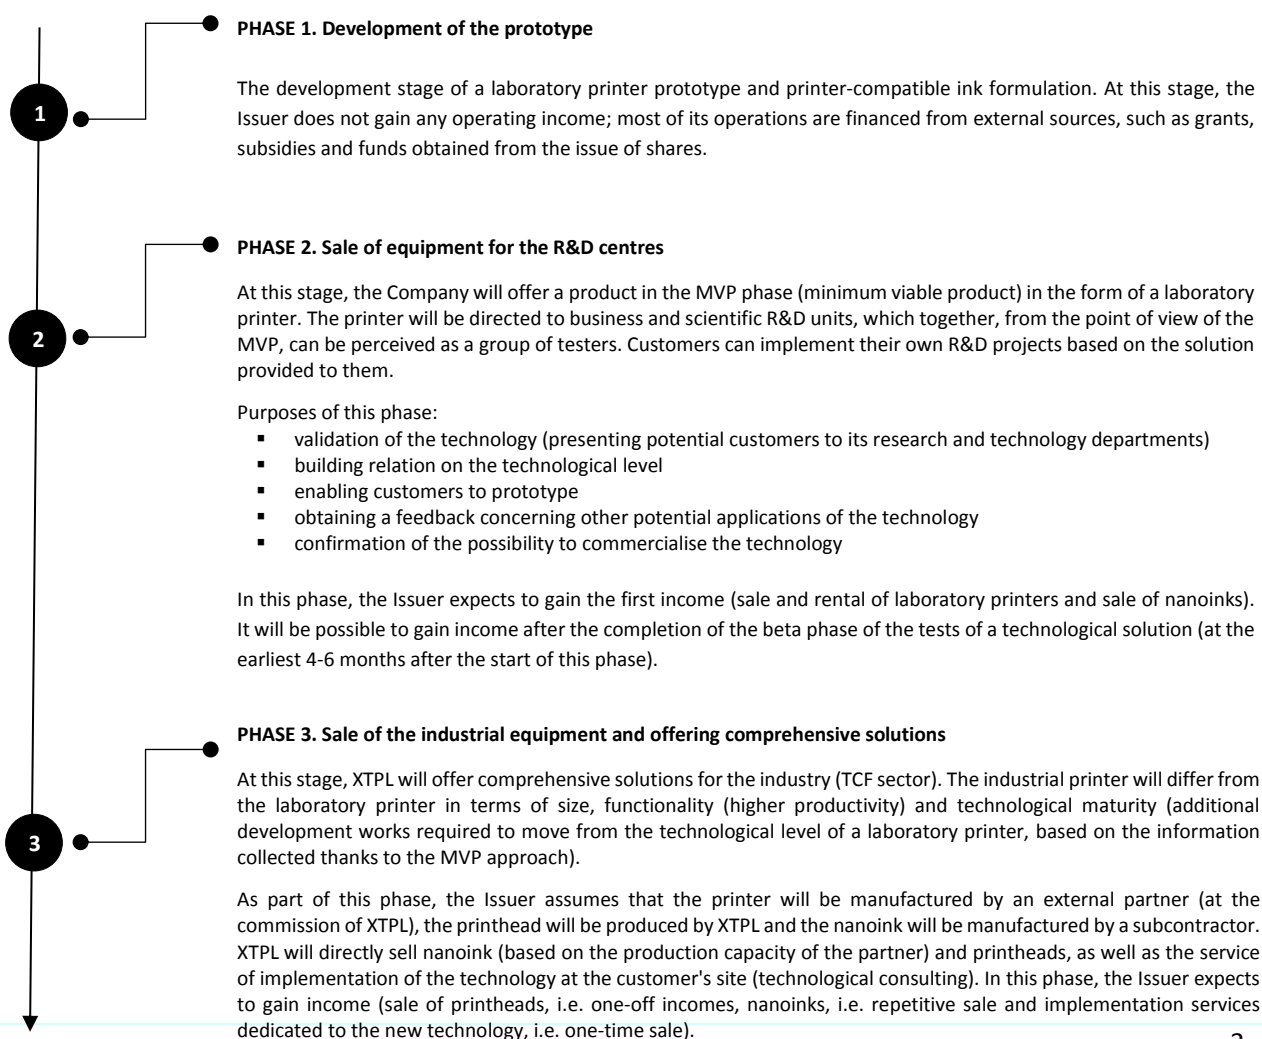 PHASE 1. Development of the prototype
1
The development stage of a laboratory printer prototype and printer-compatible ink formulation. At this stage, the
Issuer does not gain any operating income; most of its operations are financed from external sources, such as grants,
subsidies and funds obtained from the issue of shares.
PHASE 2. Sale of equipment for the R&D centres
2
At this stage, the Company will offer a product in the MVP phase (minimum viable product) in the form of a laboratory
printer. The printer will be directed to business and scientific R&D units, which together, from the point of view of the
MVP, can be perceived as a group of testers. Customers can implement their own R&D projects based on the solution
provided to them.
Purposes of this phase:
▪ validation of the technology (presenting potential customers to its research and technology departments)
▪ building relation on the technological level
▪ enabling customers to prototype
▪ obtaining a feedback concerning other potential applications of the technology
▪ confirmation of the possibility to commercialise the technology
In this phase, the Issuer expects to gain the first income (sale and rental of laboratory printers and sale of nanoinks).
It will be possible to gain income after the completion of the beta phase of the tests of a technological solution (at the
earliest 4-6 months after the start of this phase).
PHASE 3. Sale of the industrial equipment and offering comprehensive solutions
3
At this stage, XTPL will offer comprehensive solutions for the industry (TCF sector). The industrial printer will differ from
the laboratory printer in terms of size, functionality (higher productivity) and technological maturity (additional
development works required to move from the technological level of a laboratory printer, based on the information
collected thanks to the MVP approach).
As part of this phase, the Issuer assumes that the printer will be manufactured by an external partner (at the
commission of XTPL), the printhead will be produced by XTPL and the nanoink will be manufactured by a subcontractor.
XTPL will directly sell nanoink (based on the production capacity of the partner) and printheads, as well as the service
of implementation of the technology at the customer's site (technological consulting). In this phase, the Issuer expects
to gain income (sale of printheads, i.e. one-off incomes, nanoinks, i.e. repetitive sale and implementation services
dedicated to the new technology, i.e. one-time sale).